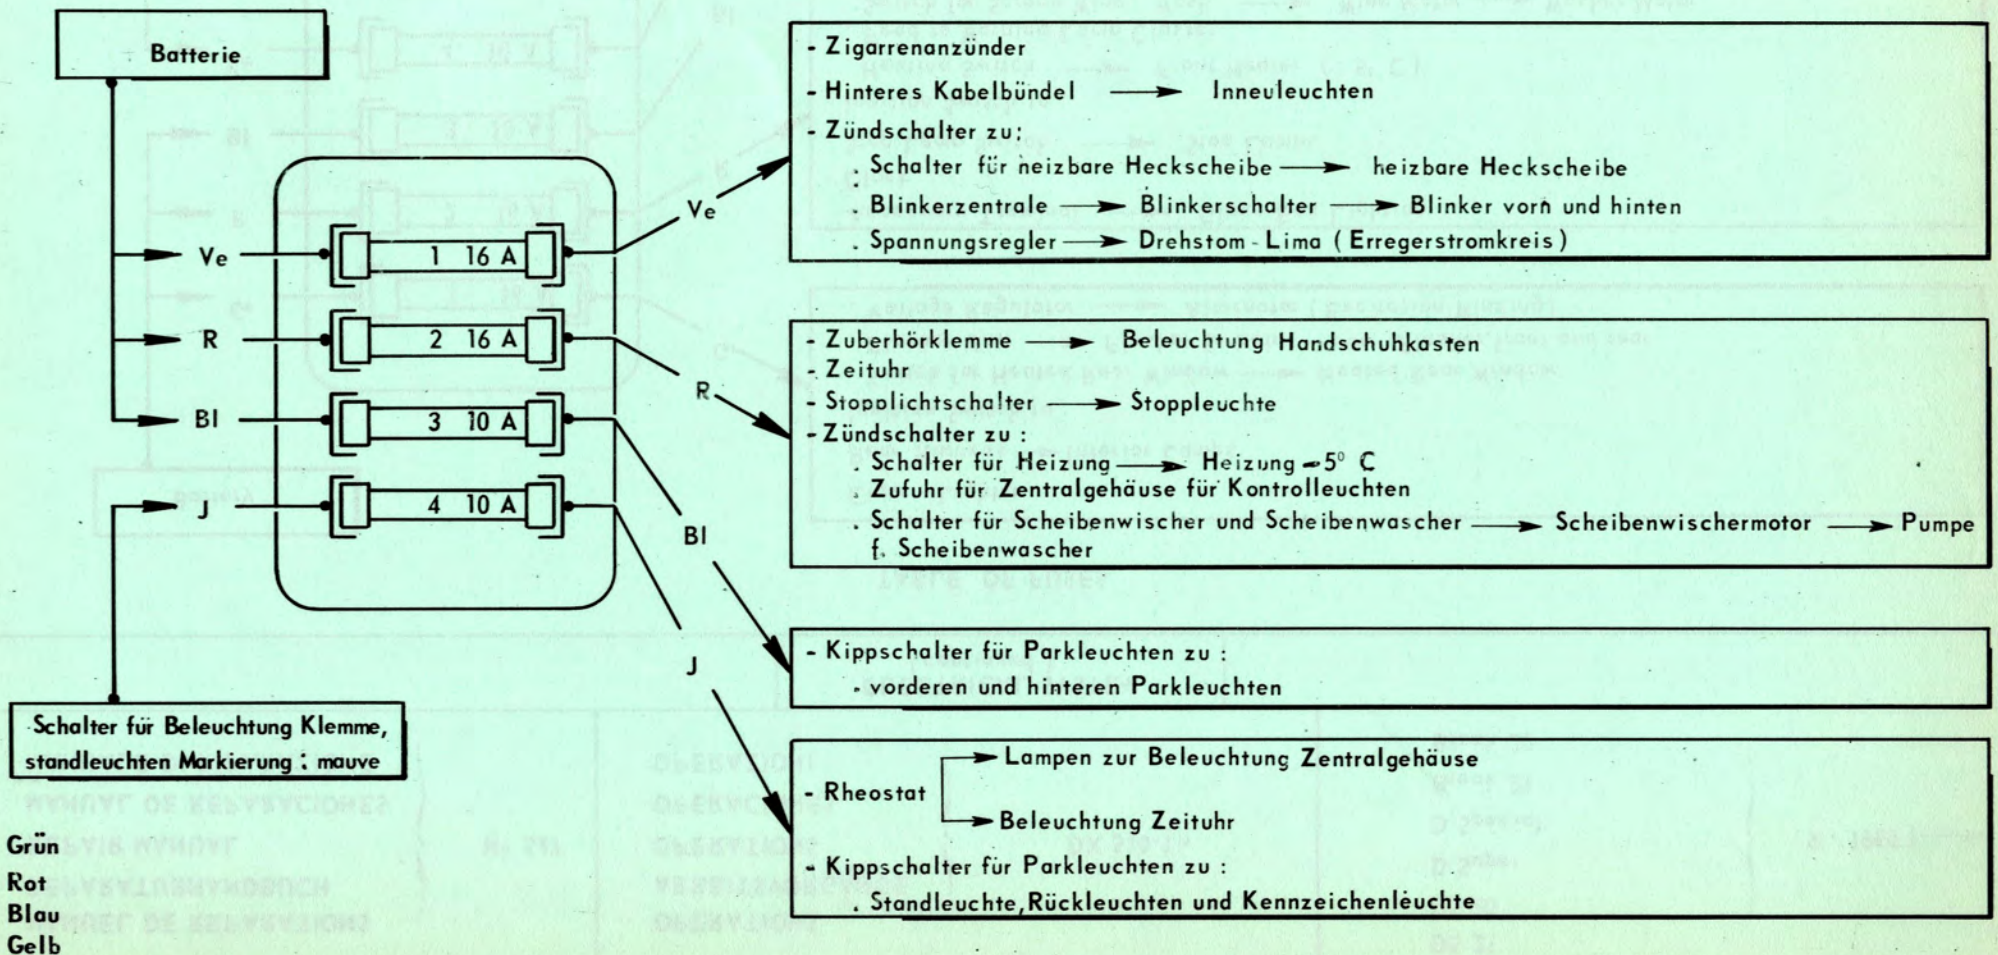 Batterie
Ve
R
Bl
J
1 16 A
2 16 A
3 10 A
4 10 A
Ve
R
Bl
J
Schalter für Beleuchtung Klemme,
standleuchten Markierung : mauve
Grün
Rot
Blau
Gelb
- Zigarrenanzünder
- Hinteres Kabelbündel → Inneuleuchten
- Zündschalter zu:
. Schalter für neizbare Heckscheibe → heizbare Heckscheibe
. Blinkerzentrale → Blinkerschalter → Blinker vorn und hinten
. Spannungsregler → Drehstom - Lima ( Erregerstromkreis )
- Zuberhörklemme → Beleuchtung Handschuhkasten
- Zeituhr
- Stopplichtschalter → Stoppleuchte
- Zündschalter zu :
. Schalter für Heizung → Heizung -5° C
. Zufuhr für Zentralgehäuse für Kontrolleuchten
. Schalter für Scheibenwischer und Scheibenwascher → Scheibenwischermotor → Pumpe
f. Scheibenwascher
- Kippschalter für Parkleuchten zu :
. vorderen und hinteren Parkleuchten
→ Lampen zur Beleuchtung Zentralgehäuse
- Rheostat
→ Beleuchtung Zeituhr
- Kippschalter für Parkleuchten zu :
. Standleuchte, Rückleuchten und Kennzeichenleuchte